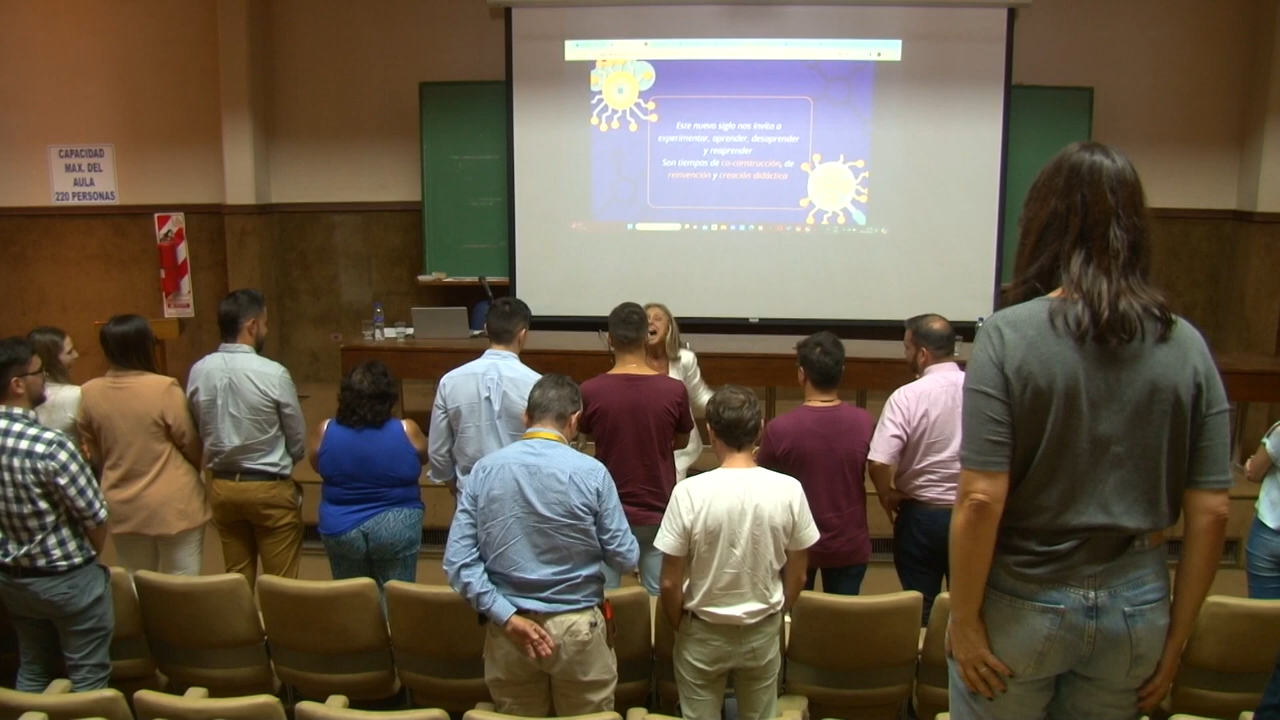 CAPACIDAD
MAX. DEL
AULA
220 PERSONAS
Este nuevo siglo nos invita a
experimentar, aprender, desaprender
y reaprender
Son tiempos de co-construcción, de
reinvención y creación didáctica